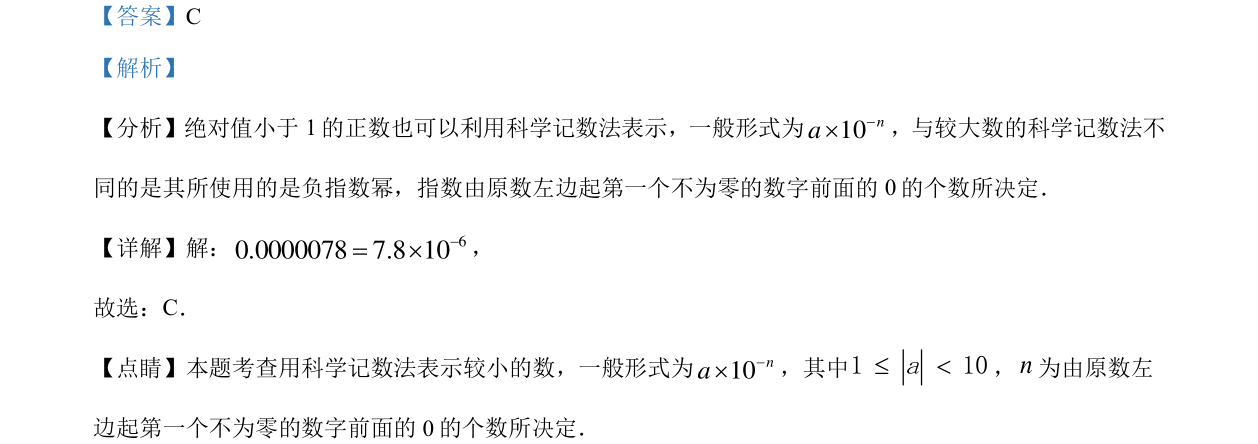 【答案】C
【解析】
【分析】绝对值小于 1 的正数也可以利用科学记数法表示，一般形式为 a×10⁻ⁿ，与较大数的科学记数法不
同的是其所使用的是负指数幂，指数由原数左边起第一个不为零的数字前面的 0 的个数所决定．
【详解】解：0.0000078＝7.8×10⁻⁶，
故选：C．
【点睛】本题考查用科学记数法表示较小的数，一般形式为 a×10⁻ⁿ，其中1 ≤ |a| < 10，n 为由原数左
边起第一个不为零的数字前面的 0 的个数所决定．